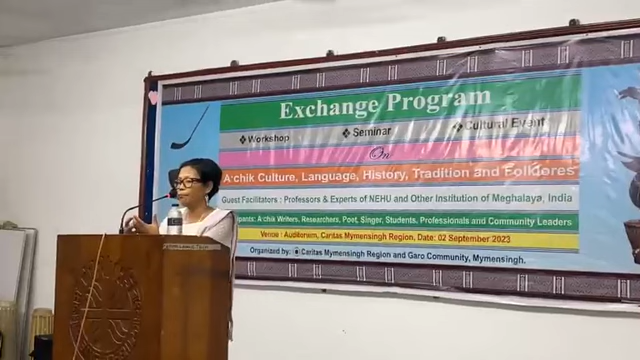 Exchange Program
❖Workshop ❖Seminar ❖Cultural Event
On
A'chik Culture, Language, History, Tradition and Folklores
Guest Facilitators : Professors & Experts of NEHU and Other Institution of Meghalaya, India
ipants: A'chik Writers, Researchers, Poet, Singer, Students, Professionals and Community Leaders
Venue : Auditorium, Caritas Mymensingh Region, Date: 02 September 2023
Organized by: Caritas Mymensingh Region and Garo Community, Mymensingh.